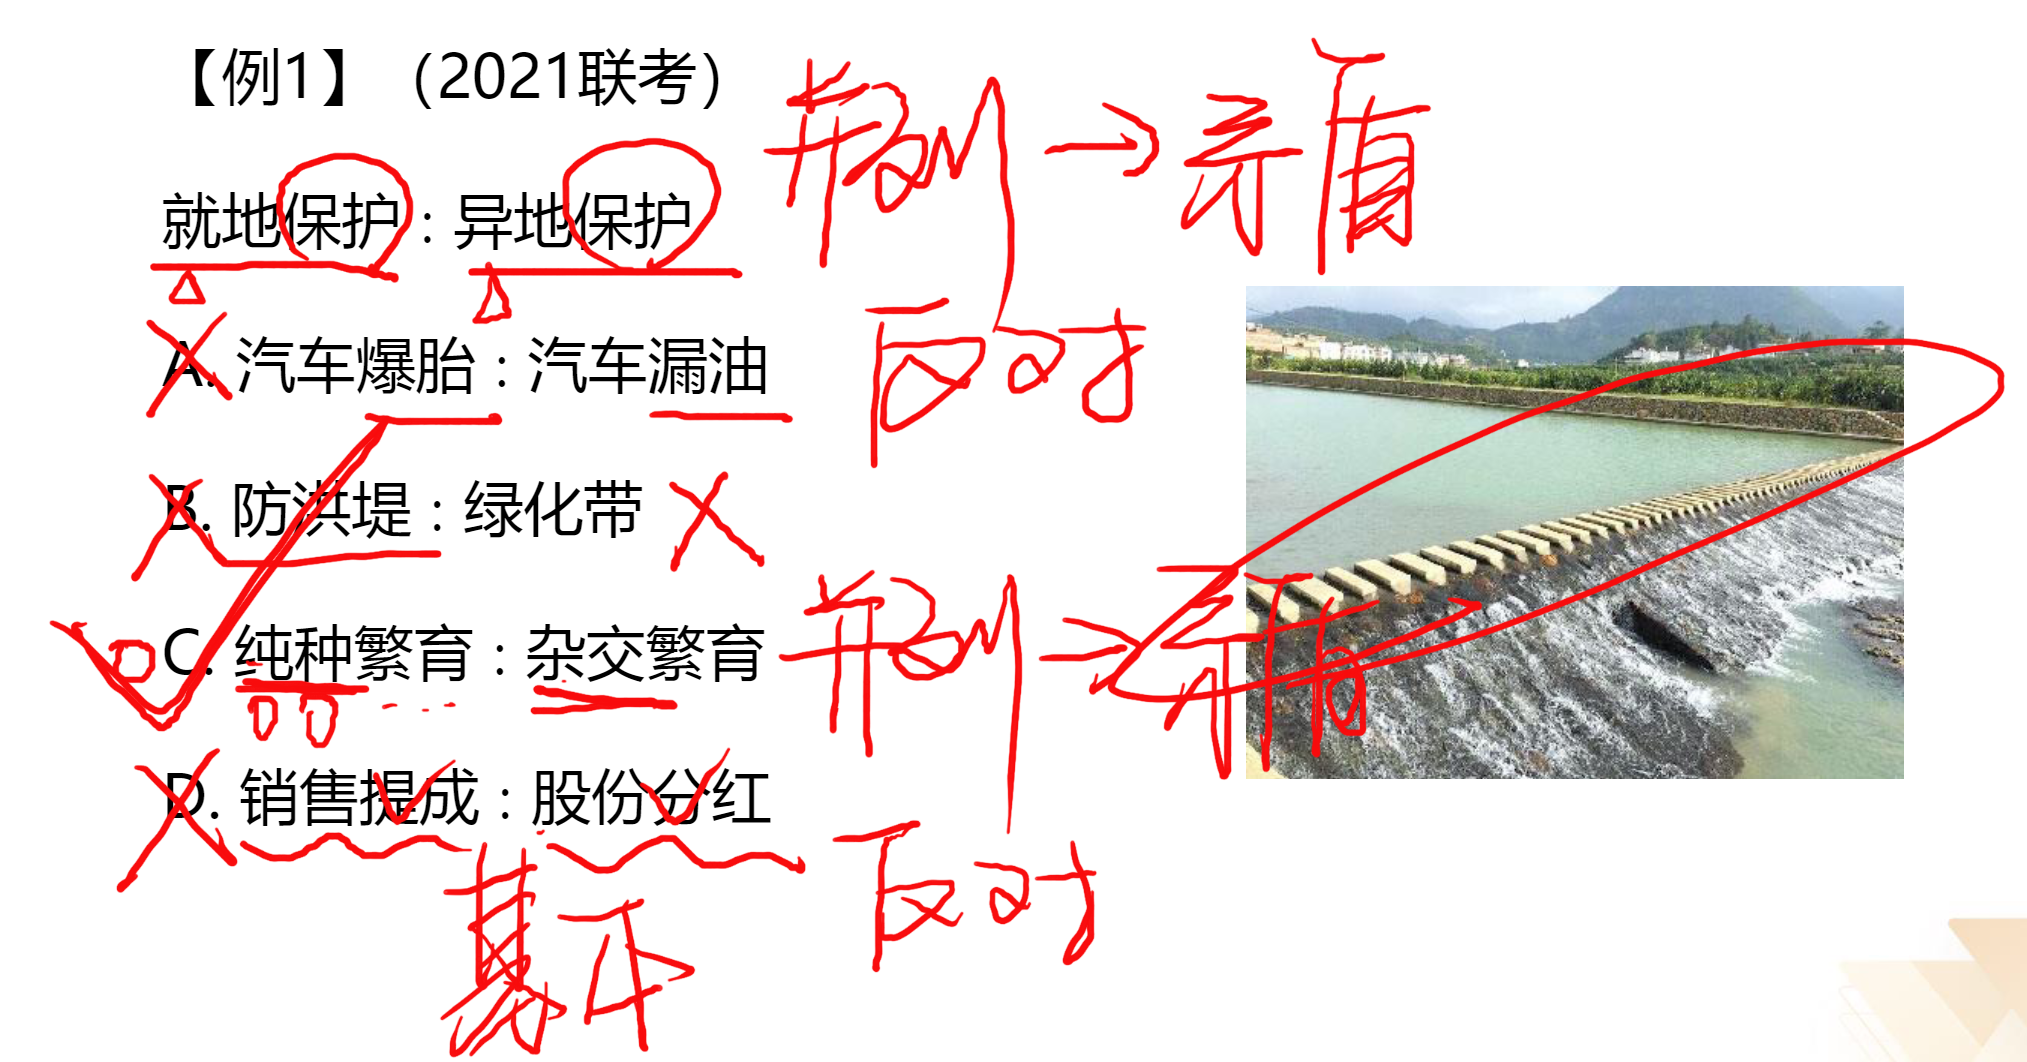 【例1】（2021联考）
并列→矛盾
就地保护：异地保护
反对
A. 汽车爆胎：汽车漏油
B. 防洪堤：绿化带
C. 纯种繁育：杂交繁育
并列→矛盾
D. 销售提成：股份分红
反对